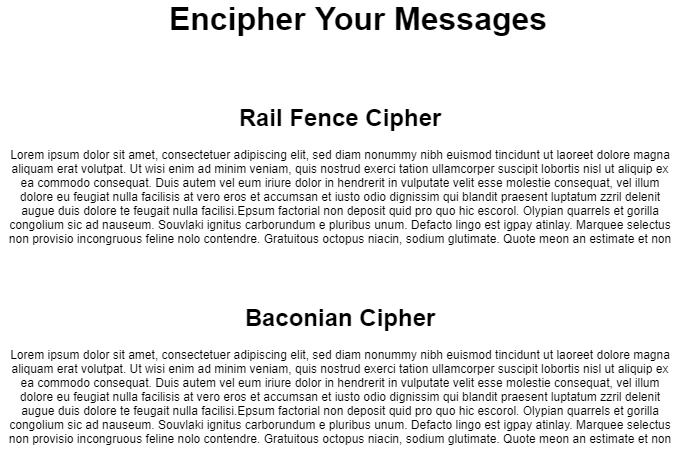 Encipher Your Messages
Rail Fence Cipher
Lorem ipsum dolor sit amet, consectetuer adipiscing elit, sed diam nonummy nibh euismod tincidunt ut laoreet dolore magna
aliquam erat volutpat. Ut wisi enim ad minim veniam, quis nostrud exerci tation ullamcorper suscipit lobortis nisl ut aliquip ex
ea commodo consequat. Duis autem vel eum iriure dolor in hendrerit in vulputate velit esse molestie consequat, vel illum
dolore eu feugiat nulla facilisis at vero eros et accumsan et iusto odio dignissim qui blandit praesent luptatum zzril delenit
augue duis dolore te feugait nulla facilisi.Epsum factorial non deposit quid pro quo hic escorol. Olypian quarrels et gorilla
congolium sic ad nauseum. Souvlaki ignitus carborundum e pluribus unum. Defacto lingo est igpay atinlay. Marquee selectus
non provisio incongruous feline nolo contendre. Gratuitous octopus niacin, sodium glutimate. Quote meon an estimate et non
Baconian Cipher
Lorem ipsum dolor sit amet, consectetuer adipiscing elit, sed diam nonummy nibh euismod tincidunt ut laoreet dolore magna
aliquam erat volutpat. Ut wisi enim ad minim veniam, quis nostrud exerci tation ullamcorper suscipit lobortis nisl ut aliquip ex
ea commodo consequat. Duis autem vel eum iriure dolor in hendrerit in vulputate velit esse molestie consequat, vel illum
dolore eu feugiat nulla facilisis at vero eros et accumsan et iusto odio dignissim qui blandit praesent luptatum zzril delenit
augue duis dolore te feugait nulla facilisi.Epsum factorial non deposit quid pro quo hic escorol. Olypian quarrels et gorilla
congolium sic ad nauseum. Souvlaki ignitus carborundum e pluribus unum. Defacto lingo est igpay atinlay. Marquee selectus
non provisio incongruous feline nolo contendre. Gratuitous octopus niacin, sodium glutimate. Quote meon an estimate et non